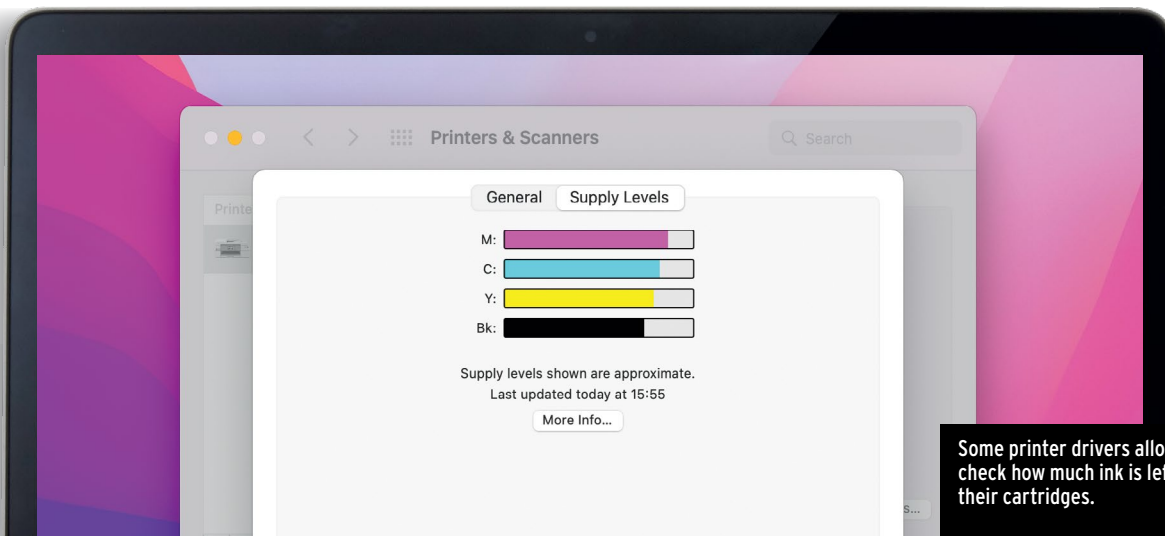 Printers & Scanners
Search
Printe
General
Supply Levels
M:
C:
Y:
Bk:
Supply levels shown are approximate.
Last updated today at 15:55
More Info...
s...
Some printer drivers allo
check how much ink is lef
their cartridges.